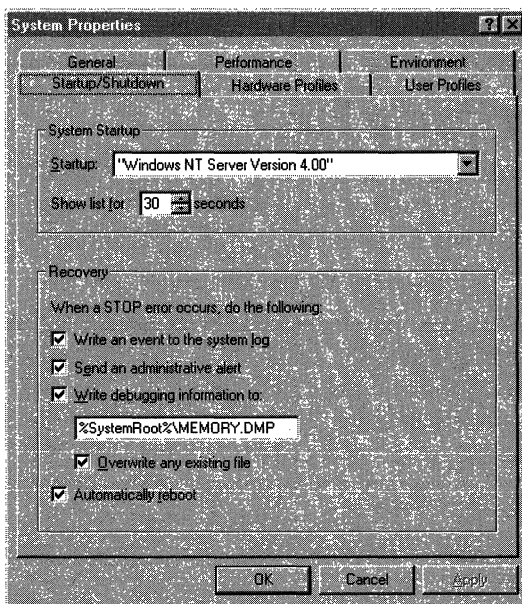 System Properties
General Performance Environment
Startup/Shutdown Hardware Profiles User Profiles
System Startup
Startup: "Windows NT Server Version 4.00"
Show list for 30 seconds
Recovery
When a STOP error occurs, do the following:
Write an event to the system log
Send an administrative alert
Write debugging information to:
%SystemRoot%\MEMORY.DMP
Overwrite any existing file
Automatically reboot
OK Cancel Apply